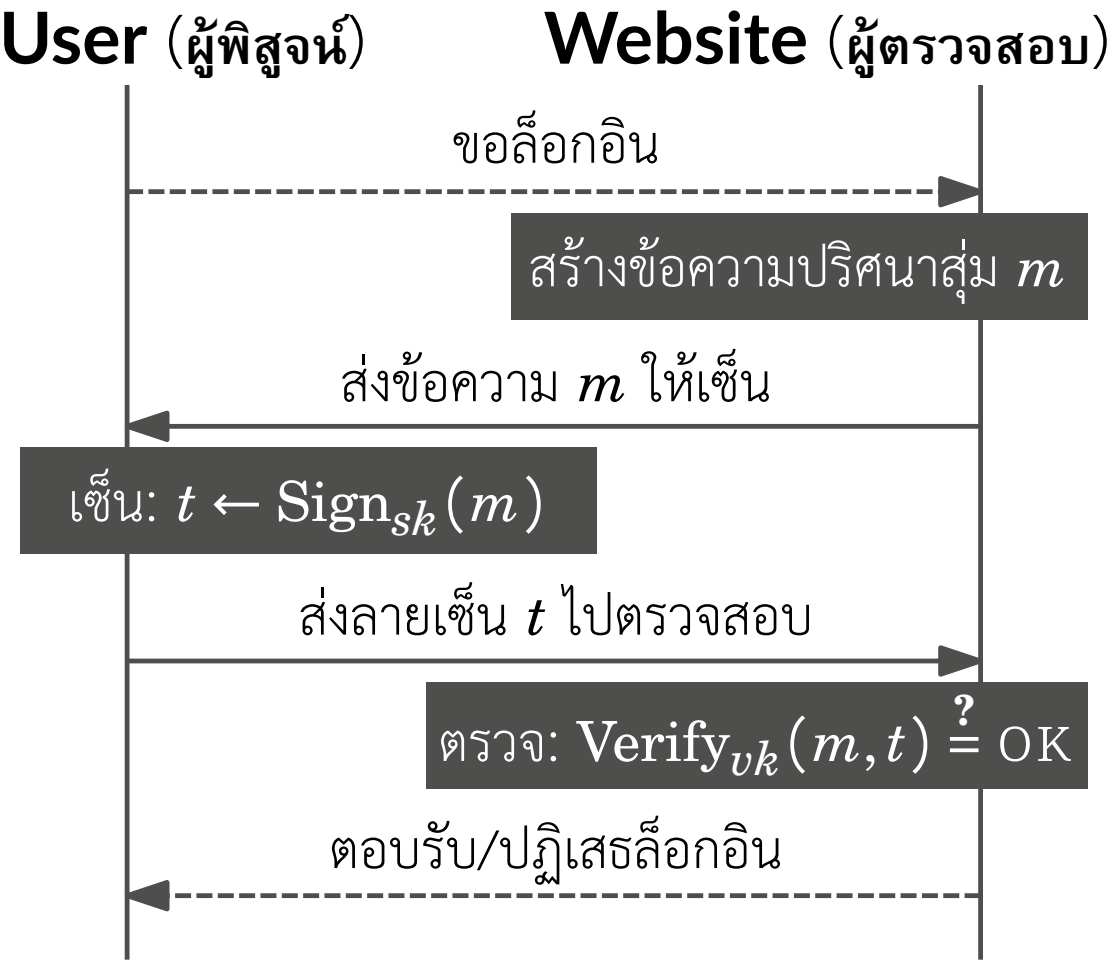 User (ผู้พิสูจน์) Website (ผู้ตรวจสอบ)
ขอล็อกอิน
สร้างข้อความปริศนาสุ่ม m
ส่งข้อความ m ให้เซ็น
เซ็น: t ← Signₛₖ(m)
ส่งลายเซ็น t ไปตรวจสอบ
ตรวจ: Verifyᵥₖ(m, t) ≟ OK
ตอบรับ/ปฏิเสธล็อกอิน